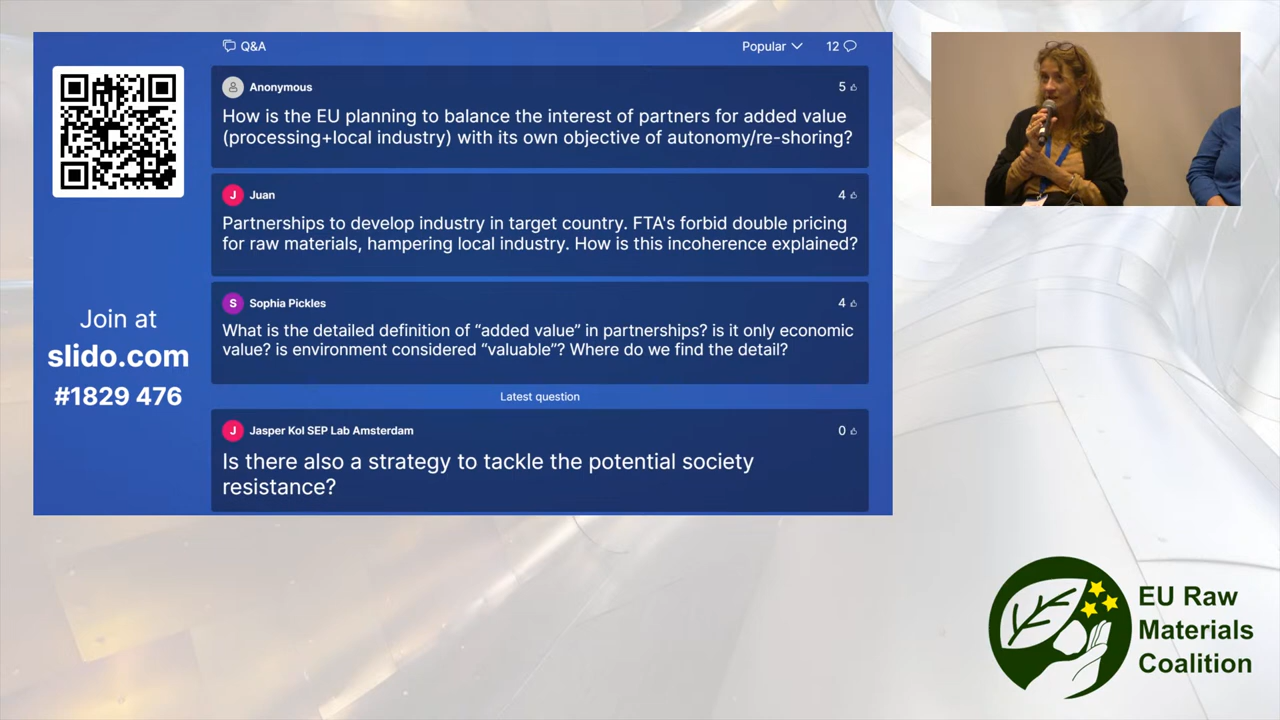 Q&A
Popular
12
Anonymous
5
How is the EU planning to balance the interest of partners for added value
(processing+local industry) with its own objective of autonomy/re-shoring?
J Juan
4
Partnerships to develop industry in target country. FTA's forbid double pricing
for raw materials, hampering local industry. How is this incoherence explained?
S Sophia Pickles
4
What is the detailed definition of “added value” in partnerships? is it only economic
value? is environment considered “valuable”? Where do we find the detail?
Latest question
J Jasper Kol SEP Lab Amsterdam
0
Is there also a strategy to tackle the potential society
resistance?
Join at
slido.com
#1829 476
EU Raw
Materials
Coalition